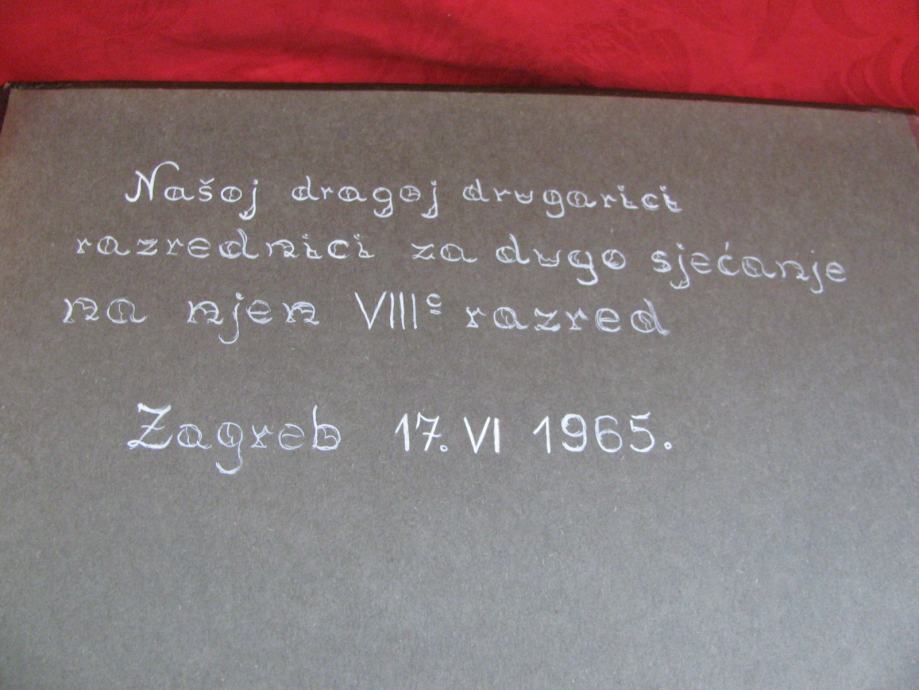 Našoj dragoj drugarici
razrednici za dugo sjećanje
na njen VIIIc razred
Zagreb 17. VI 1965.